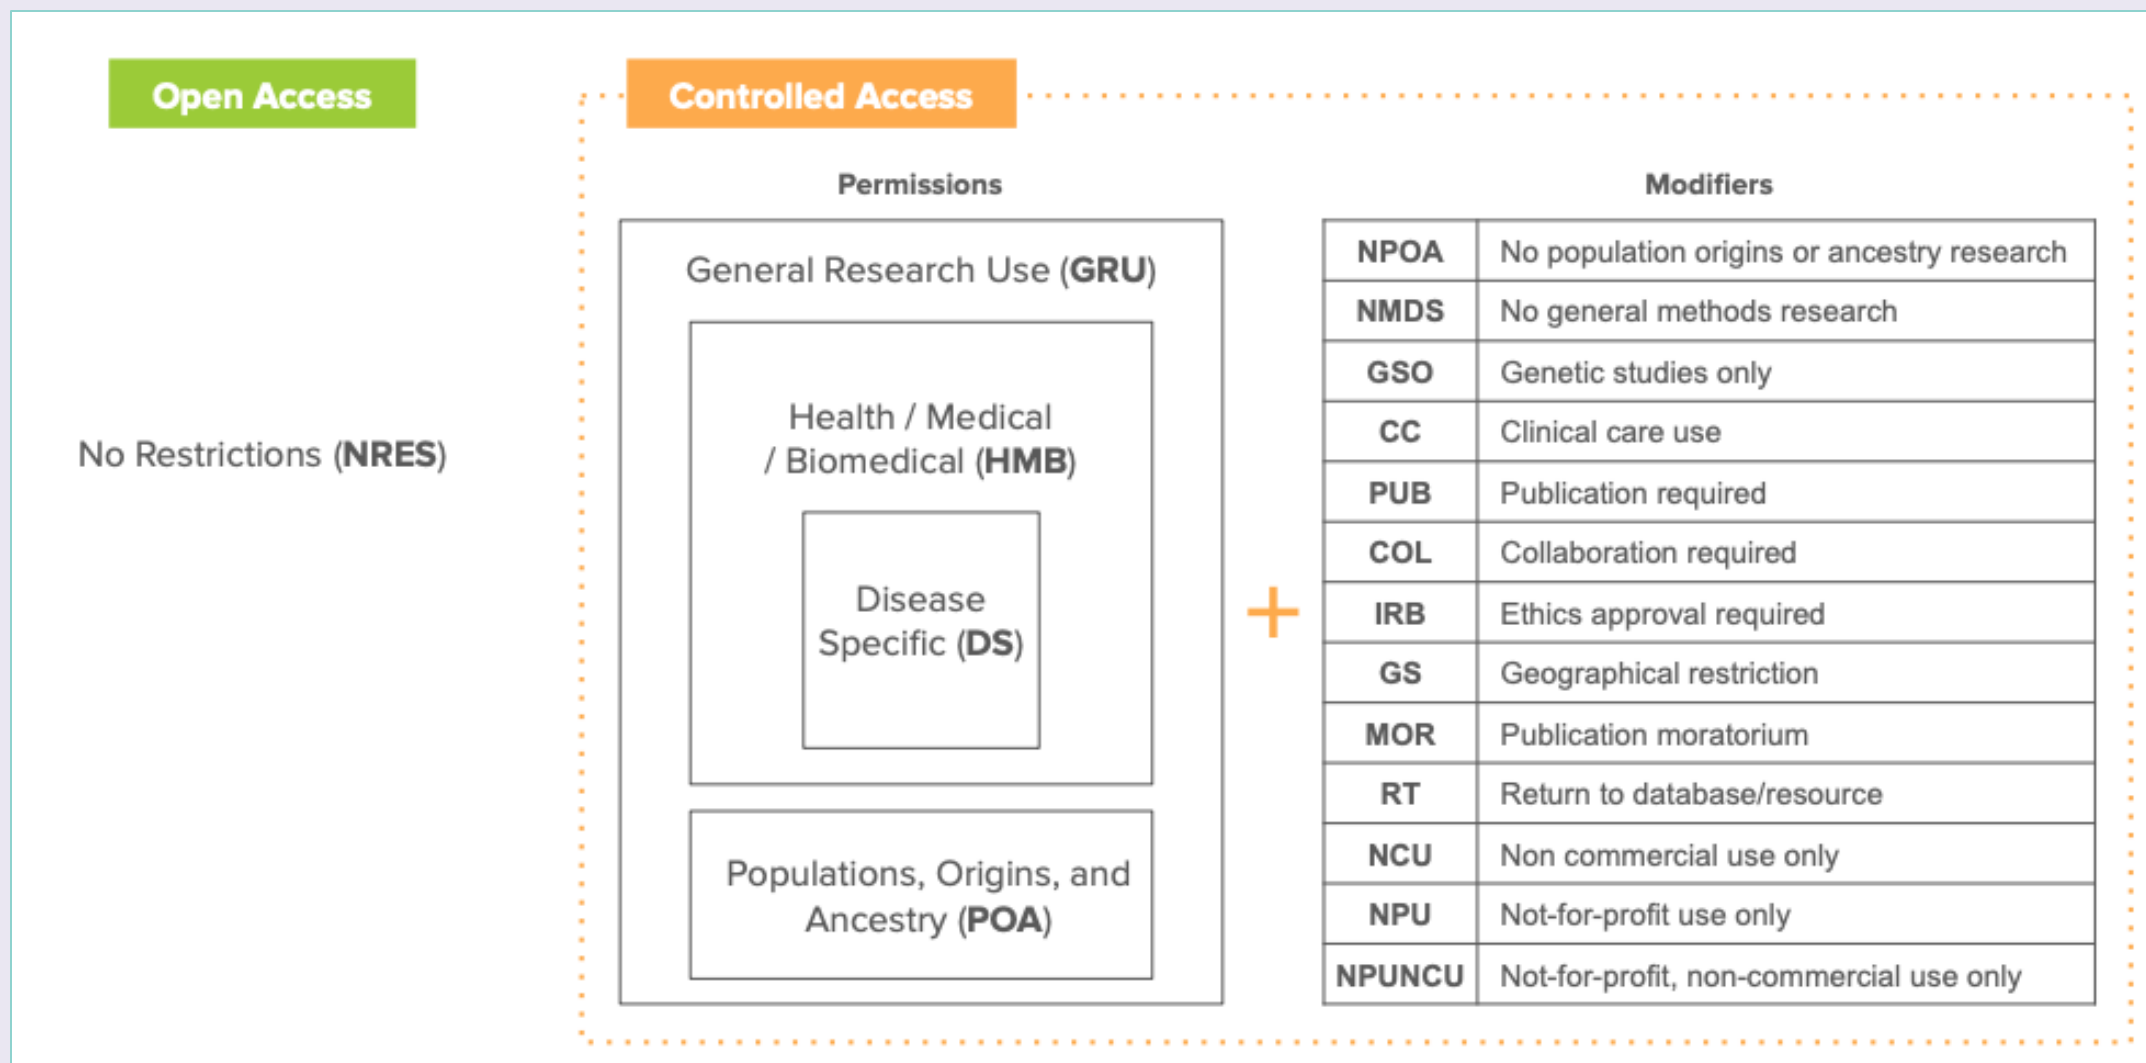 Open Access
No Restrictions (NRES)
Controlled Access
Permissions
General Research Use (GRU)
Health / Medical
/ Biomedical (HMB)
Disease
Specific (DS)
Populations, Origins, and
Ancestry (POA)
+
Modifiers
NPOA No population origins or ancestry research
NMDS No general methods research
GSO Genetic studies only
CC Clinical care use
PUB Publication required
COL Collaboration required
IRB Ethics approval required
GS Geographical restriction
MOR Publication moratorium
RT Return to database/resource
NCU Non commercial use only
NPU Not-for-profit use only
NPUNCU Not-for-profit, non-commercial use only